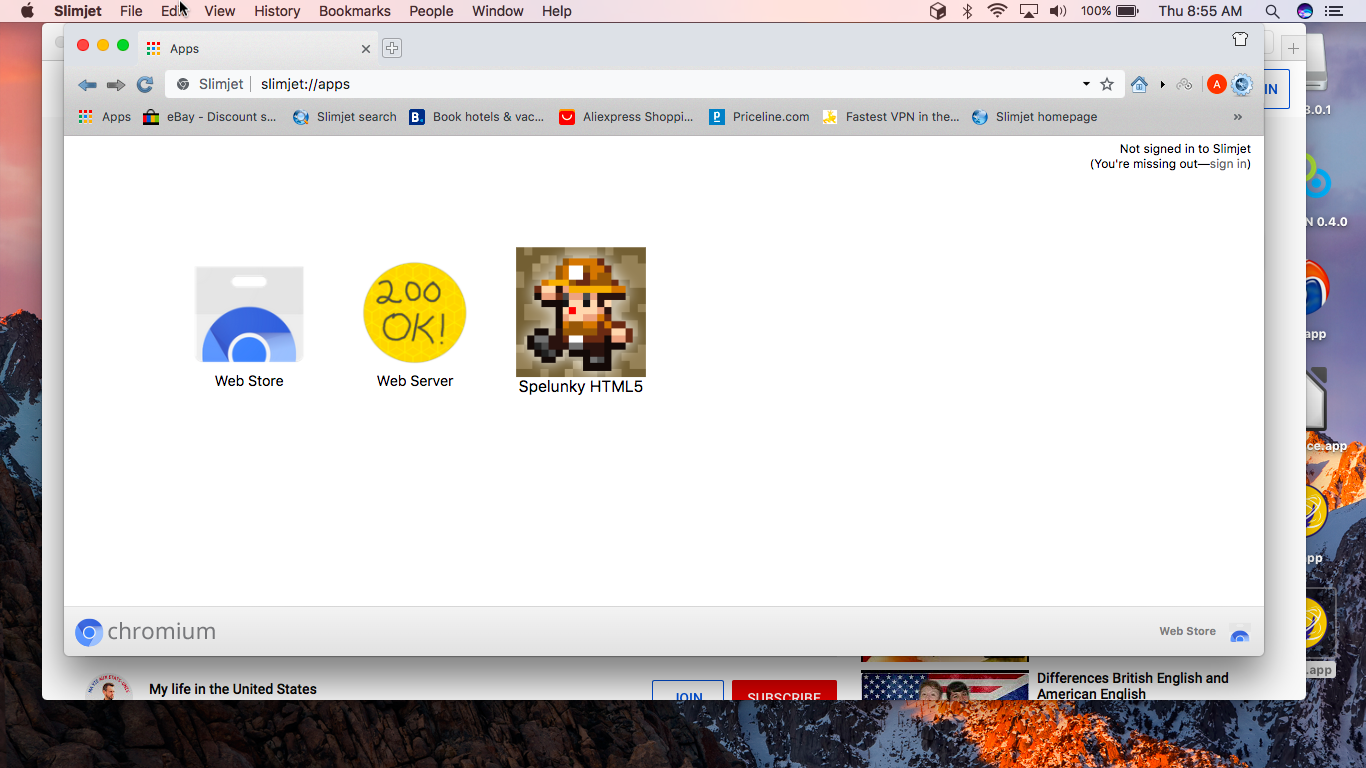 Slimjet File Edit View History Bookmarks People Window Help 100% Thu 8:55 AM
Apps
Slimjet slimjet://apps
A
IN
Apps eBay - Discount s... Slimjet search B. Book hotels & vac... Aliexpress Shoppi... p Priceline.com Fastest VPN in the... Slimjet homepage »
3.0.1
Not signed in to Slimjet
(You're missing out—sign in)
N 0.4.0
200
OK!
Web Store Web Server Spelunky HTML5
app
ce.app
pp
chromium
Web Store
.app
My life in the United States
JOIN SUBSCRIBE
Differences British English and
American English